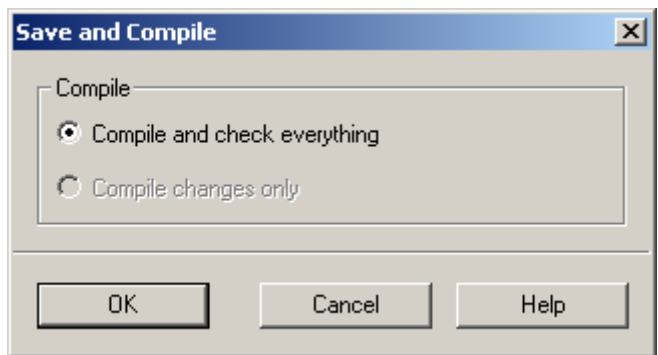 Save and Compile
Compile
Compile and check everything
Compile changes only
OK Cancel Help